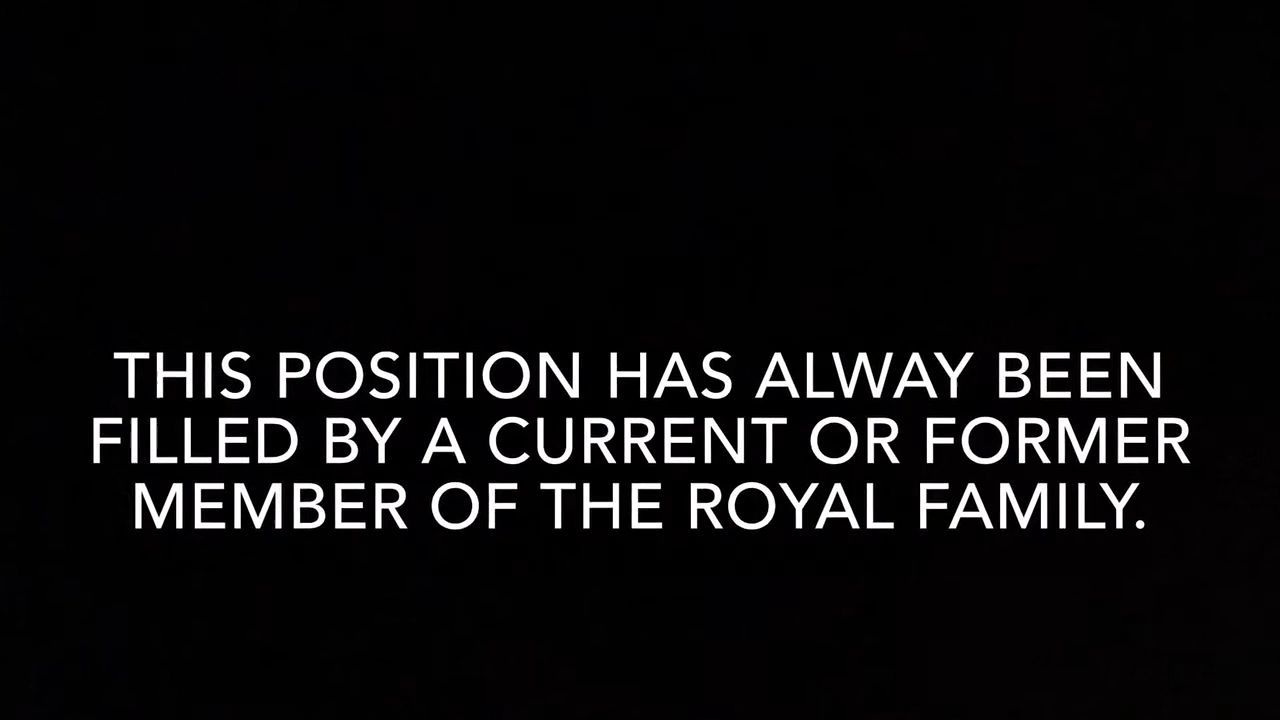 THIS POSITION HAS ALWAY BEEN
FILLED BY A CURRENT OR FORMER
MEMBER OF THE ROYAL FAMILY.